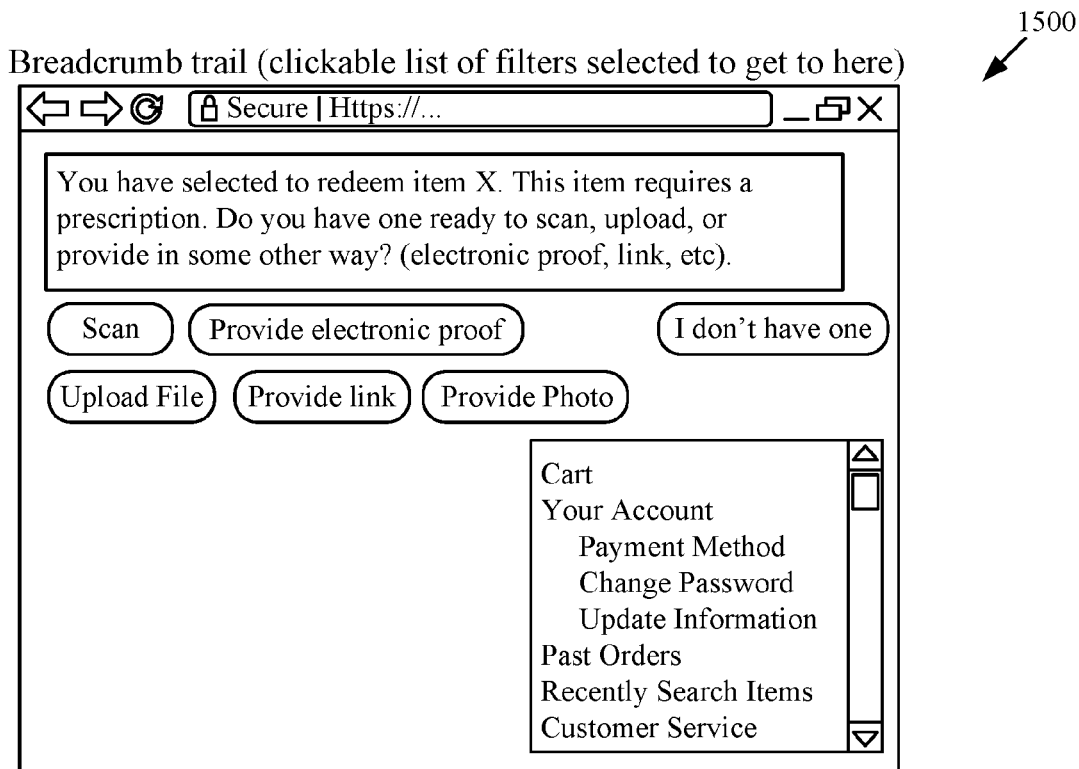 1500
Breadcrumb trail (clickable list of filters selected to get to here)
Secure | Https://...
You have selected to redeem item X. This item requires a
prescription. Do you have one ready to scan, upload, or
provide in some other way? (electronic proof, link, etc).
Scan Provide electronic proof I don't have one
Upload File Provide link Provide Photo
Cart
Your Account
Payment Method
Change Password
Update Information
Past Orders
Recently Search Items
Customer Service